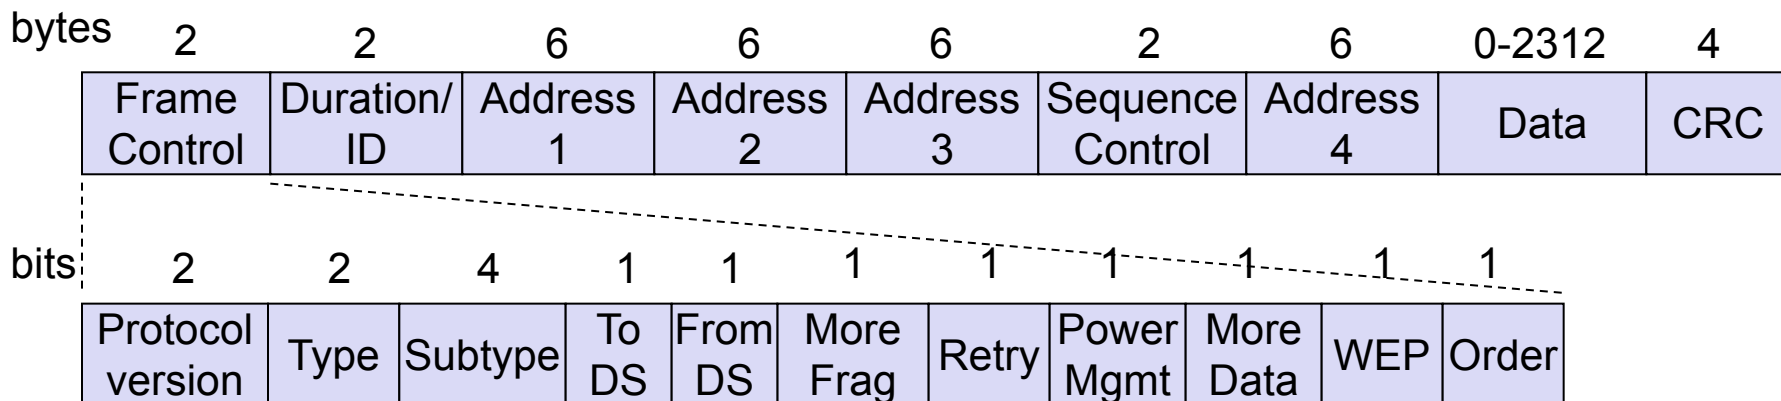 bytes 2 2 6 6 6 2 6 0-2312 4
Frame Control Duration/ ID Address 1 Address 2 Address 3 Sequence Control Address 4 Data CRC
bits 2 2 4 1 1 1 1 1 1 1 1
Protocol version Type Subtype To DS From DS More Frag Retry Power Mgmt More Data WEP Order